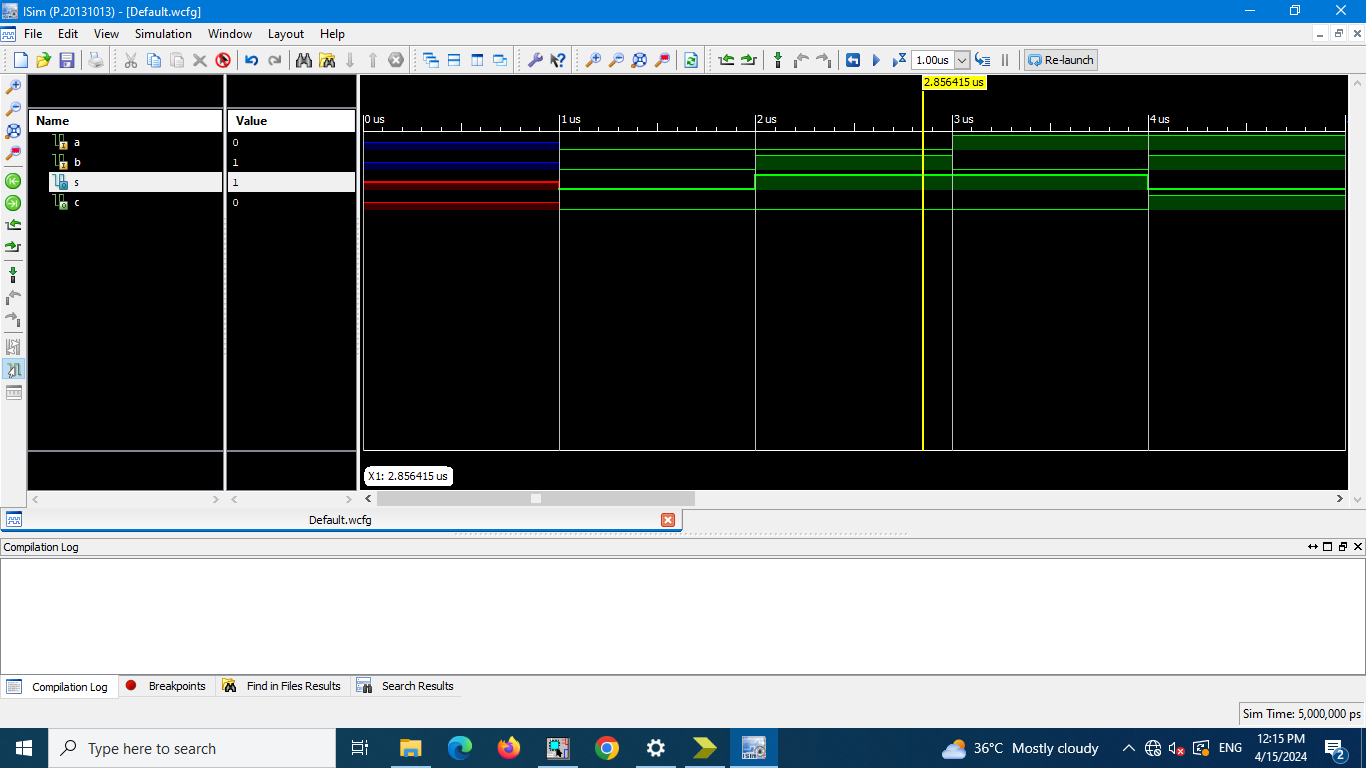 ISim (P.20131013) - [Default.wcfg]
File Edit View Simulation Window Layout Help
1.00us Re-launch
2.856415 us
Name Value
0 us 1 us 2 us 3 us 4 us
a 0
b 1
s 1
c 0
X1: 2.856415 us
Default.wcfg
Compilation Log
Compilation Log Breakpoints Find in Files Results Search Results
Sim Time: 5,000,000 ps
Type here to search
36°C Mostly cloudy
ENG
12:15 PM
4/15/2024
2